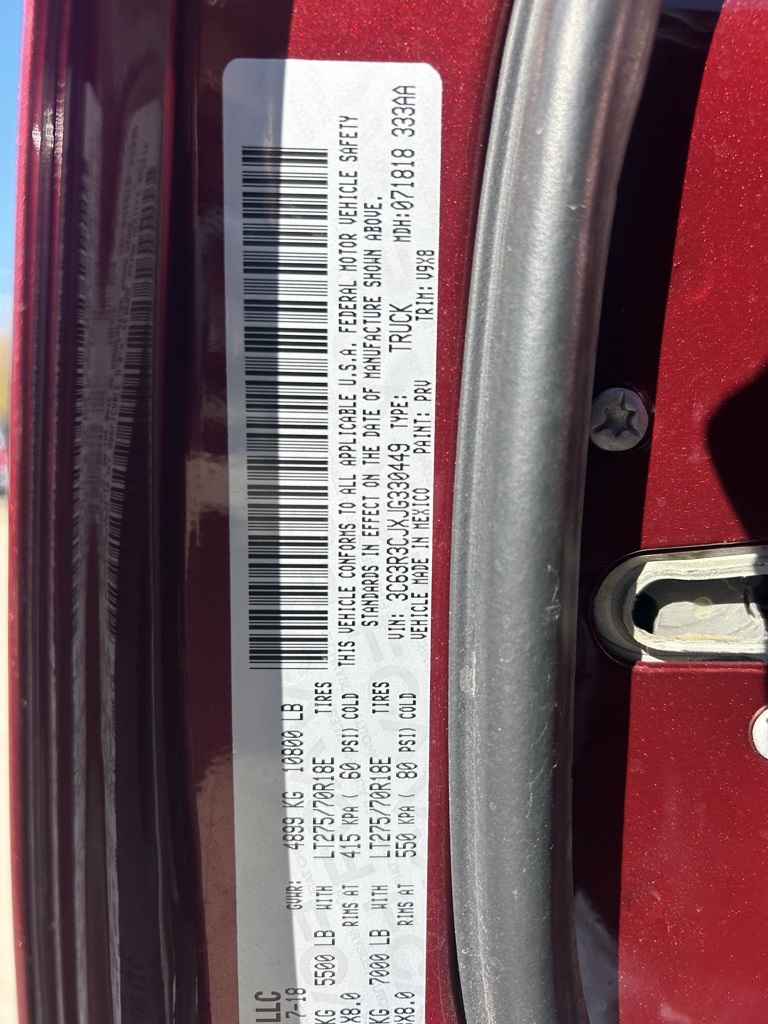 LLC
7-18
GVWR: 4899 KG 10800 LB
KG 5500 LB WITH LT275/70R18E TIRES
X8.0 RIMS AT 415 KPA ( 60 PSI) COLD
KG 7000 LB WITH LT275/70R18E TIRES
X8.0 RIMS AT 550 KPA ( 80 PSI) COLD
THIS VEHICLE CONFORMS TO ALL APPLICABLE U.S.A. FEDERAL MOTOR VEHICLE SAFETY
STANDARDS IN EFFECT ON THE DATE OF MANUFACTURE SHOWN ABOVE.
VIN: 3C63R3CJXJG330449 TYPE: TRUCK MDH:071818 333AA
VEHICLE MADE IN MEXICO PAINT: PRV TRIM: V9X8